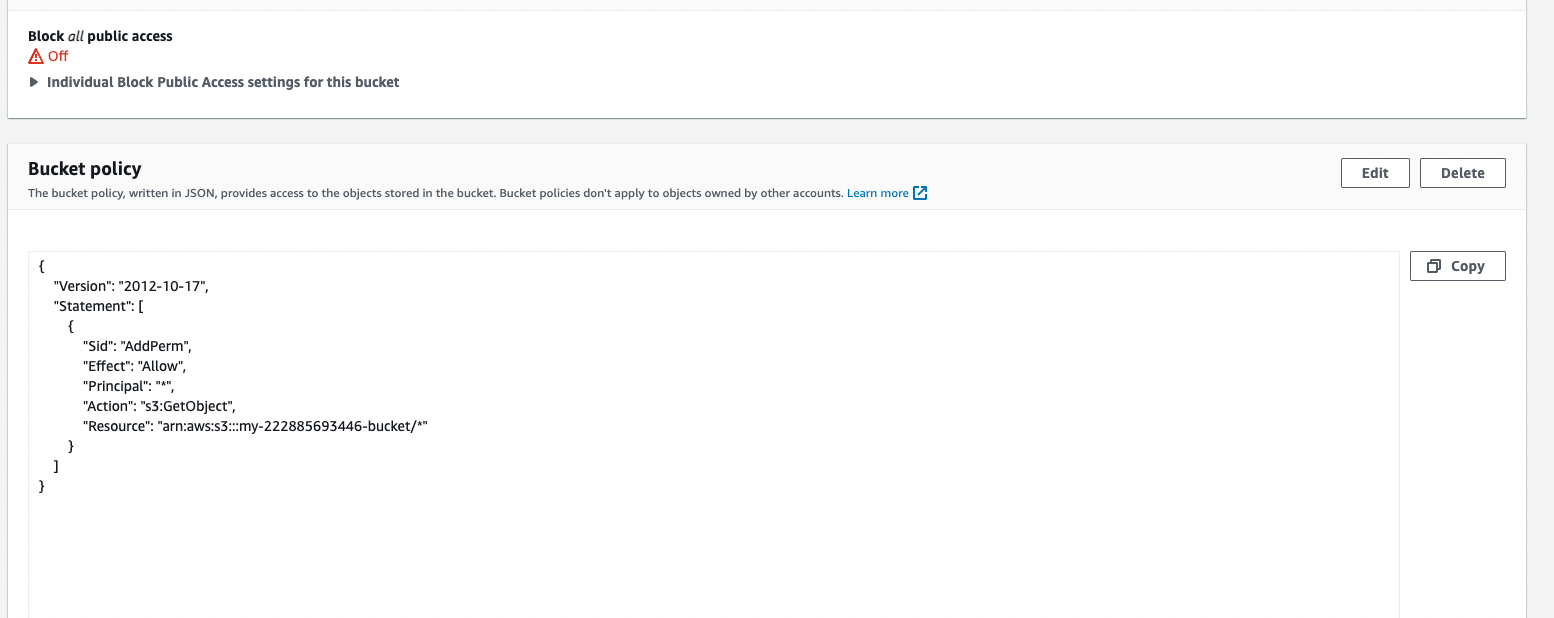 Block all public access
Off
Individual Block Public Access settings for this bucket
Bucket policy
Edit
Delete
The bucket policy, written in JSON, provides access to the objects stored in the bucket. Bucket policies don't apply to objects owned by other accounts. Learn more
Copy
{
"Version": "2012-10-17",
"Statement": [
{
"Sid": "AddPerm",
"Effect": "Allow",
"Principal": "*",
"Action": "s3:GetObject",
"Resource": "arn:aws:s3:::my-222885693446-bucket/*"
}
]
}